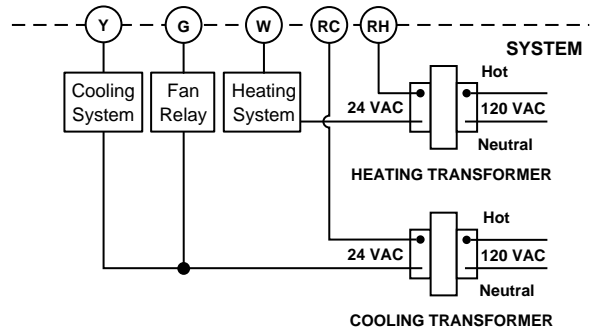 Y G W RC RH
SYSTEM
Cooling
System
Fan
Relay
Heating
System
Hot
24 VAC
120 VAC
Neutral
HEATING TRANSFORMER
Hot
24 VAC
120 VAC
Neutral
COOLING TRANSFORMER